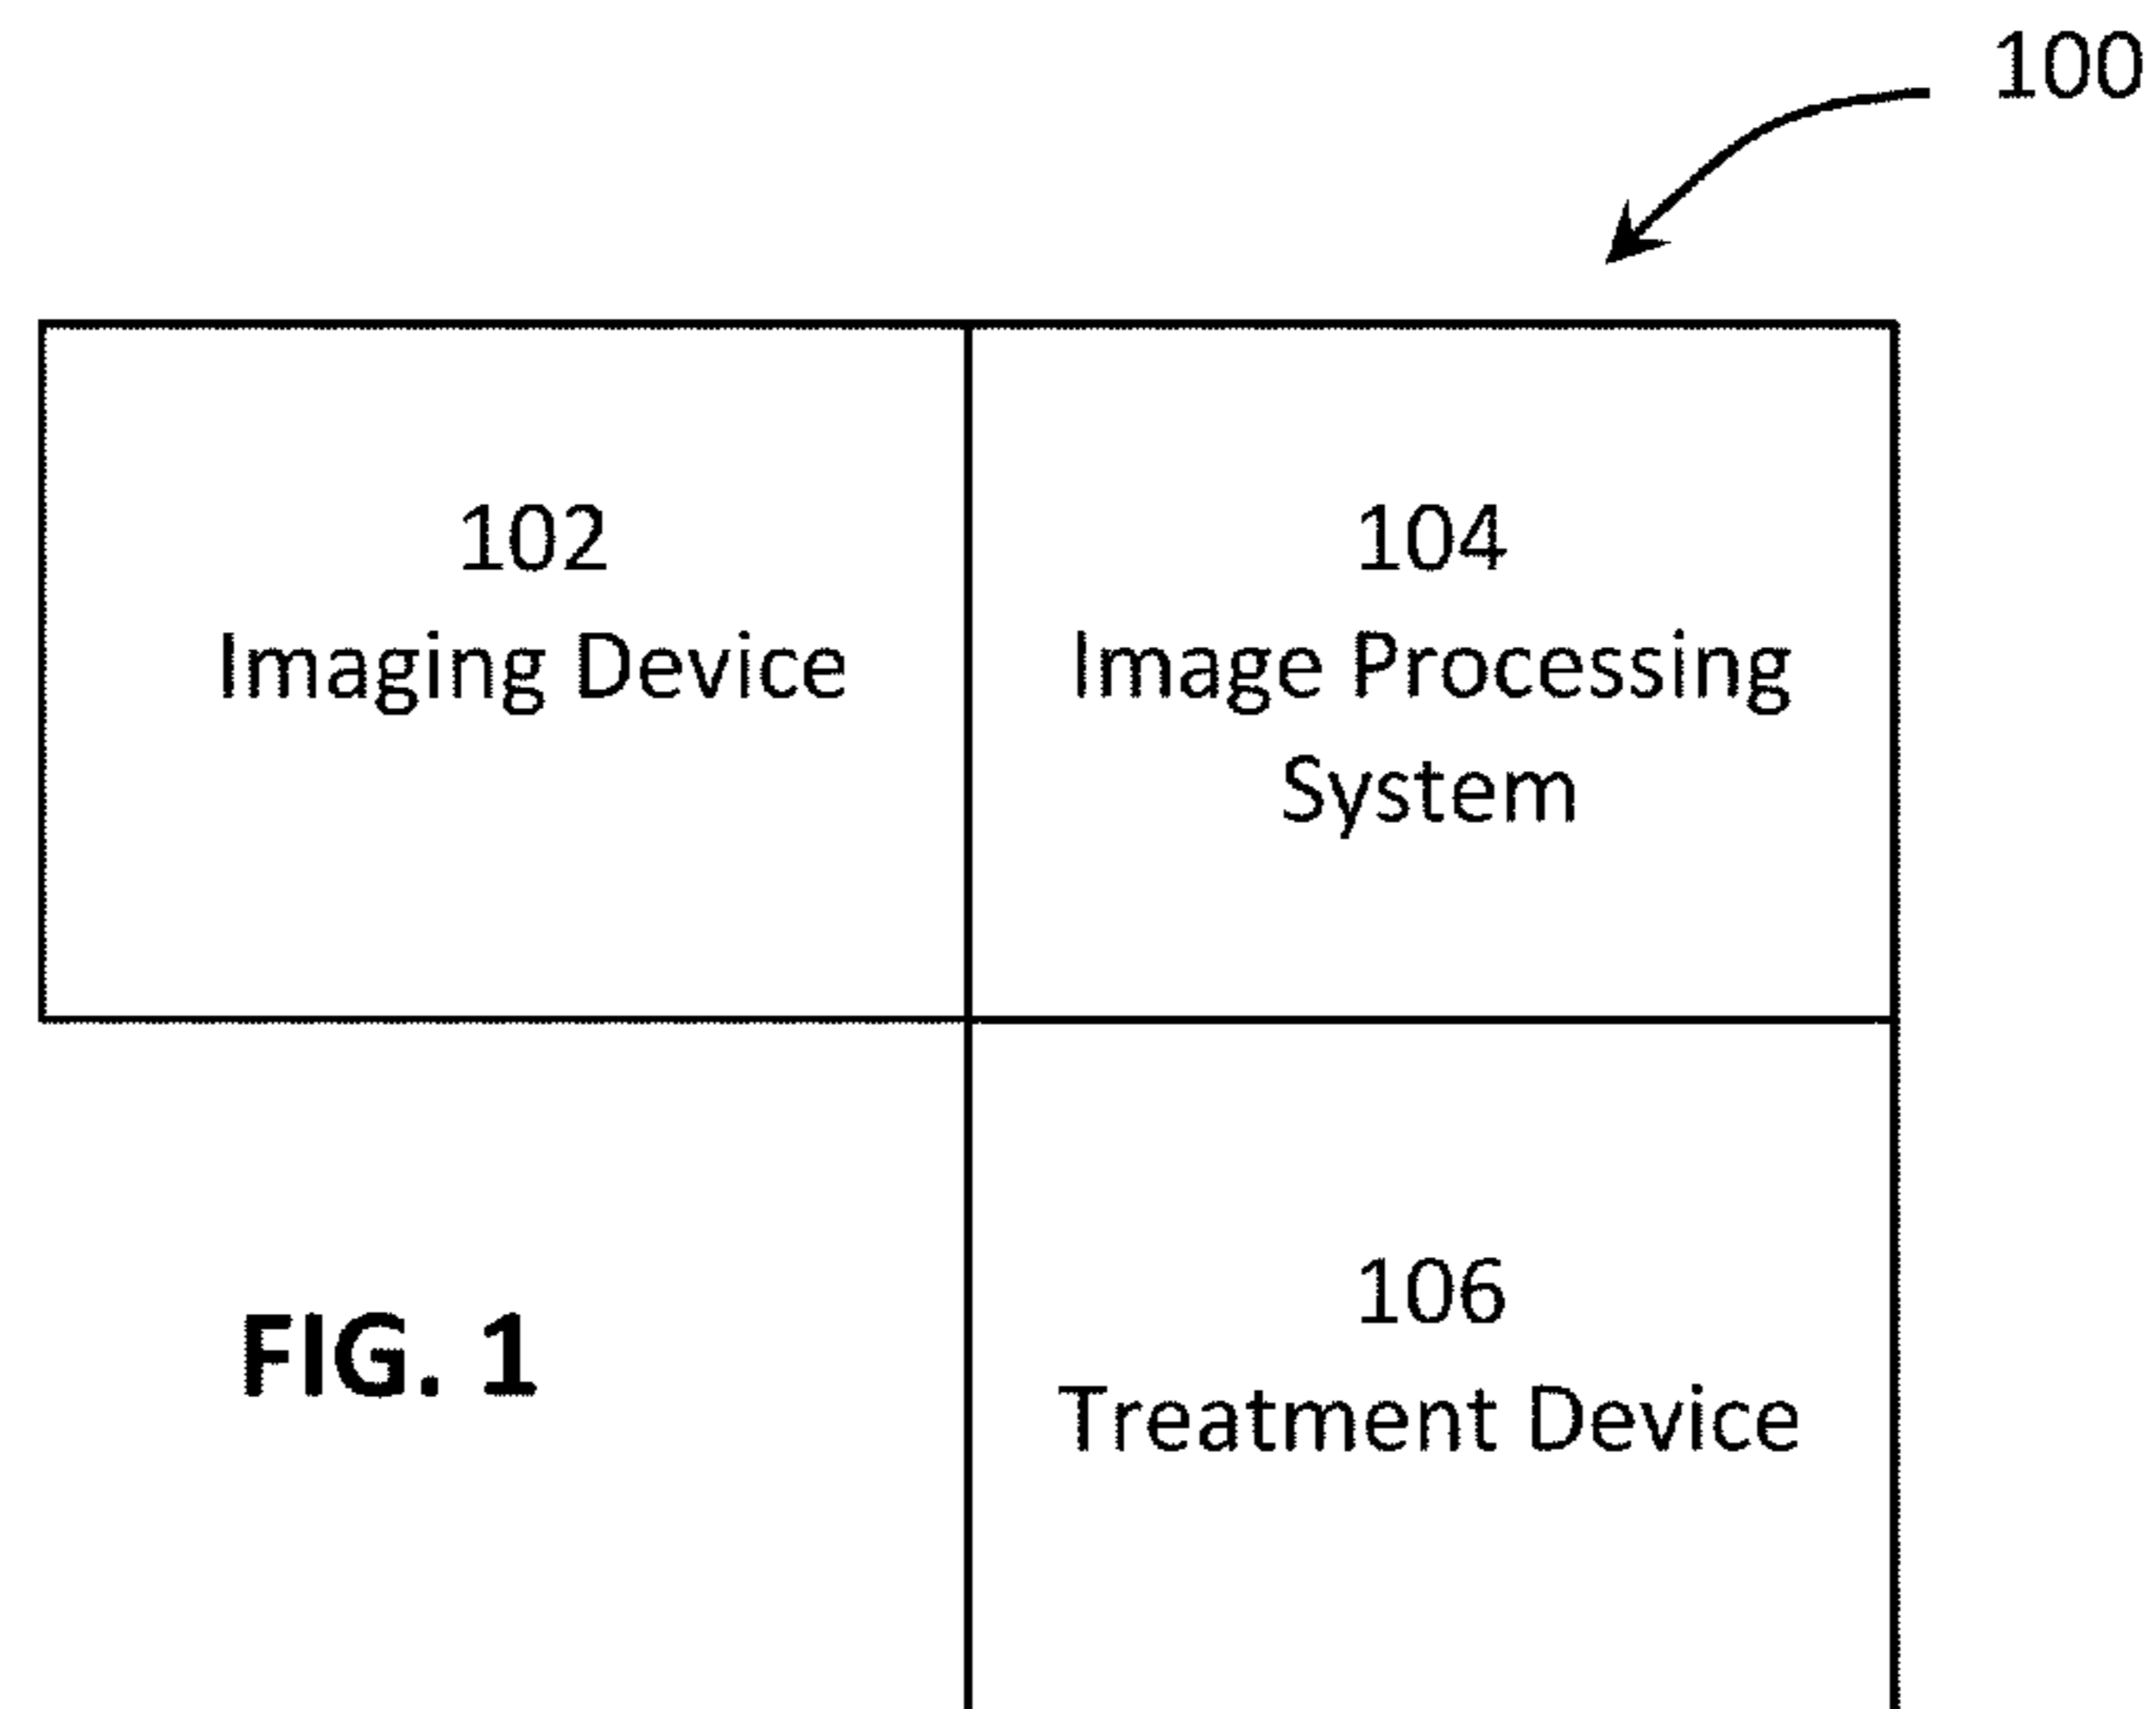 100
102
Imaging Device
104
Image Processing
System
106
Treatment Device
FIG. 1